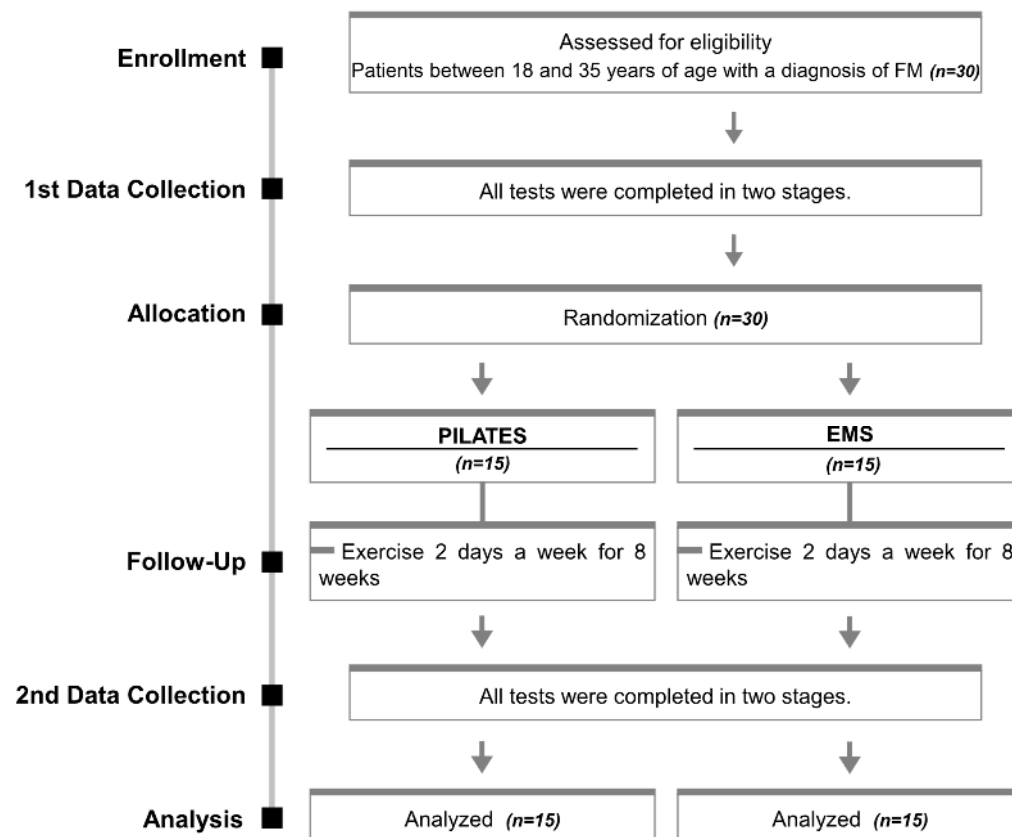 Enrollment
Assessed for eligibility
Patients between 18 and 35 years of age with a diagnosis of FM (n=30)
1st Data Collection
All tests were completed in two stages.
Allocation
Randomization (n=30)
PILATES
(n=15)
EMS
(n=15)
Follow-Up
Exercise 2 days a week for 8
weeks
Exercise 2 days a week for 8
weeks
2nd Data Collection
All tests were completed in two stages.
Analysis
Analyzed (n=15)
Analyzed (n=15)